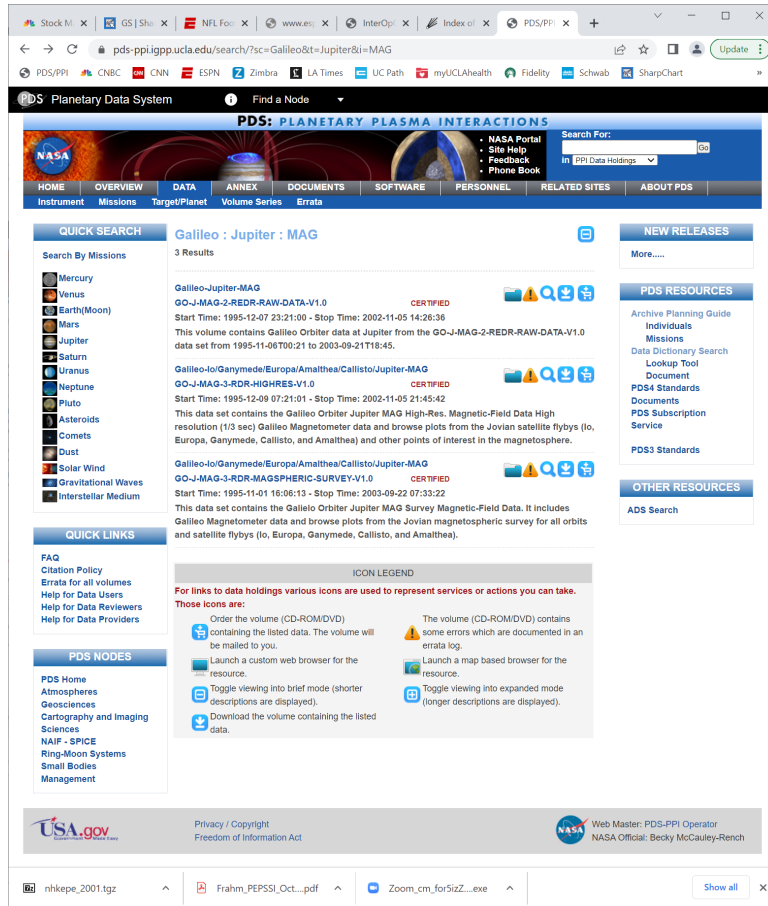 Stock M
GS | Sha
NFL Foo
www.esp
InterOp
Index of
PDS/PPI
pds-ppi.igpp.ucla.edu/search/?sc=Galileo&t=Jupiter&i=MAG
Update
PDS/PPI
CNBC
CNN
ESPN
Zimbra
LA Times
UC Path
myUCLAhealth
Fidelity
Schwab
SharpChart
»
PDS Planetary Data System
Find a Node
PDS: PLANETARY PLASMA INTERACTIONS
NASA
• NASA Portal
• Site Help
• Feedback
• Phone Book
Search For:
Go
in PPI Data Holdings
HOME OVERVIEW DATA ANNEX DOCUMENTS SOFTWARE PERSONNEL RELATED SITES ABOUT PDS
Instrument Missions Target/Planet Volume Series Errata
QUICK SEARCH
Search By Missions
Mercury
Venus
Earth(Moon)
Mars
Jupiter
Saturn
Uranus
Neptune
Pluto
Asteroids
Comets
Dust
Solar Wind
Gravitational Waves
Interstellar Medium
QUICK LINKS
FAQ
Citation Policy
Errata for all volumes
Help for Data Users
Help for Data Reviewers
Help for Data Providers
PDS NODES
PDS Home
Atmospheres
Geosciences
Cartography and Imaging
Sciences
NAIF - SPICE
Ring-Moon Systems
Small Bodies
Management
Galileo : Jupiter : MAG
3 Results
Galileo-Jupiter-MAG
GO-J-MAG-2-REDR-RAW-DATA-V1.0 CERTIFIED
Start Time: 1995-12-07 23:21:00 - Stop Time: 2002-11-05 14:26:36
This volume contains Galileo Orbiter data at Jupiter from the GO-J-MAG-2-REDR-RAW-DATA-V1.0
data set from 1995-11-06T00:21 to 2003-09-21T18:45.
Galileo-Io/Ganymede/Europa/Amalthea/Callisto/Jupiter-MAG
GO-J-MAG-3-RDR-HIGHRES-V1.0 CERTIFIED
Start Time: 1995-12-09 07:21:01 - Stop Time: 2002-11-05 21:45:42
This data set contains the Galileo Orbiter Jupiter MAG High-Res. Magnetic-Field Data High
resolution (1/3 sec) Galileo Magnetometer data and browse plots from the Jovian satellite flybys (Io,
Europa, Ganymede, Callisto, and Amalthea) and other points of interest in the magnetosphere.
Galileo-Io/Ganymede/Europa/Amalthea/Callisto/Jupiter-MAG
GO-J-MAG-3-RDR-MAGSPHERIC-SURVEY-V1.0 CERTIFIED
Start Time: 1995-11-01 16:06:13 - Stop Time: 2003-09-22 07:33:22
This data set contains the Galielo Orbiter Jupiter MAG Survey Magnetic-Field Data. It includes
Galileo Magnetometer data and browse plots from the Jovian magnetospheric survey for all orbits
and satellite flybys (Io, Europa, Ganymede, Callisto, and Amalthea).
ICON LEGEND
For links to data holdings various icons are used to represent services or actions you can take.
Those icons are:
Order the volume (CD-ROM/DVD)
containing the listed data. The volume will
be mailed to you.
The volume (CD-ROM/DVD) contains
some errors which are documented in an
errata log.
Launch a custom web browser for the
resource.
Launch a map based browser for the
resource.
Toggle viewing into brief mode (shorter
descriptions are displayed).
Toggle viewing into expanded mode
(longer descriptions are displayed).
Download the volume containing the listed
data.
NEW RELEASES
More.....
PDS RESOURCES
Archive Planning Guide
Individuals
Missions
Data Dictionary Search
Lookup Tool
Document
PDS4 Standards
Documents
PDS Subscription
Service
PDS3 Standards
OTHER RESOURCES
ADS Search
USA.gov
Government Made Easy
Privacy / Copyright
Freedom of Information Act
NASA
Web Master: PDS-PPI Operator
NASA Official: Becky McCauley-Rench
nhkepe_2001.tgz
Frahm_PEPSSI_Oct....pdf
Zoom_cm_for5izZ....exe
Show all